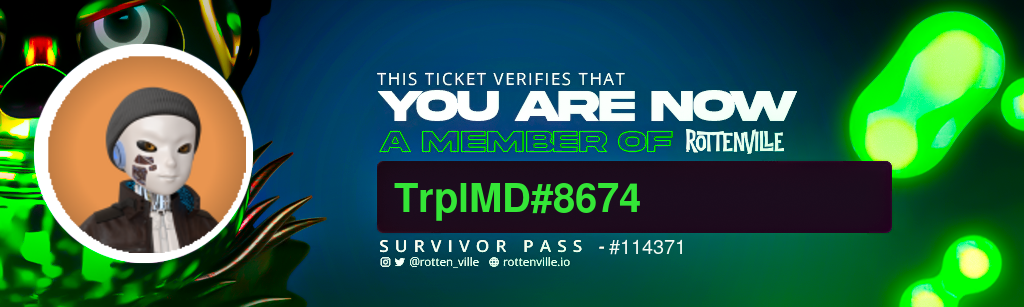 THIS TICKET VERIFIES THAT
YOU ARE NOW
A MEMBER OF ROTTENVILLE
TrplMD#8674
SURVIVOR PASS - #114371
@rotten_ville rottenville.io